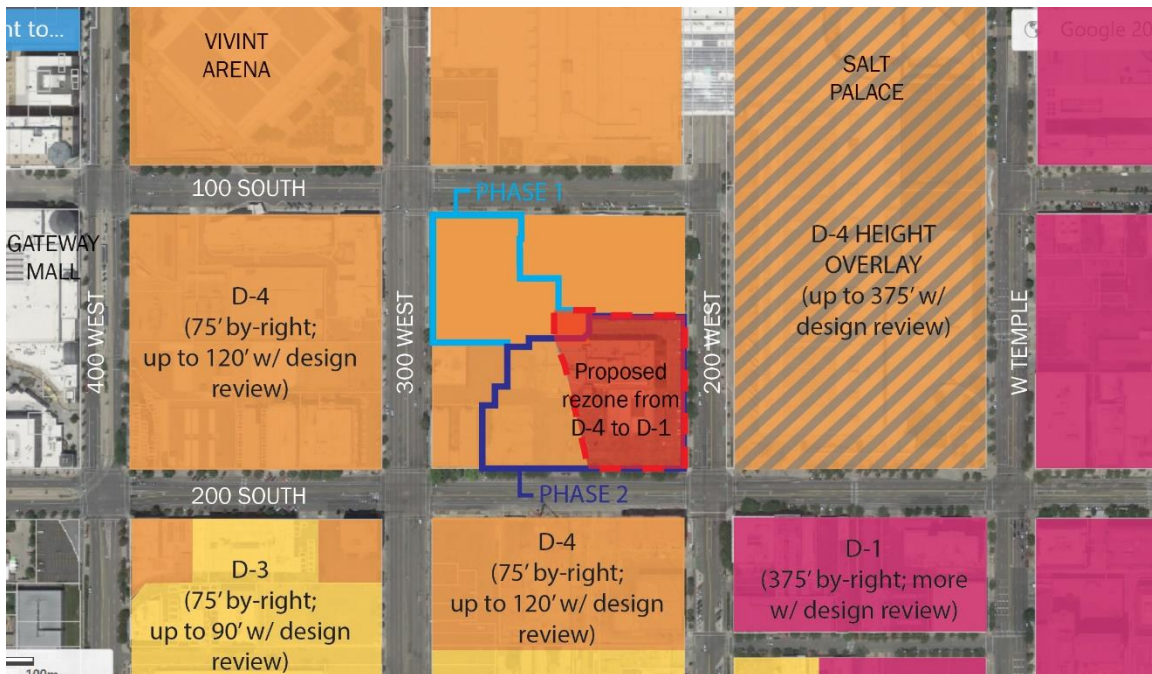 nt to...
VIVINT
ARENA
SALT
PALACE
Google 20
100 SOUTH
PHASE 1
GATEWAY
MALL
400 WEST
D-4
(75' by-right;
up to 120' w/ design
review)
300 WEST
Proposed
rezone from
D-4 to D-1
200 WEST
D-4 HEIGHT
OVERLAY
(up to 375' w/
design review)
W TEMPLE
200 SOUTH
PHASE 2
D-3
(75' by-right;
up to 90' w/ design
review)
D-4
(75' by-right;
up to 120' w/ design
review)
D-1
(375' by-right; more
w/ design review)
100m